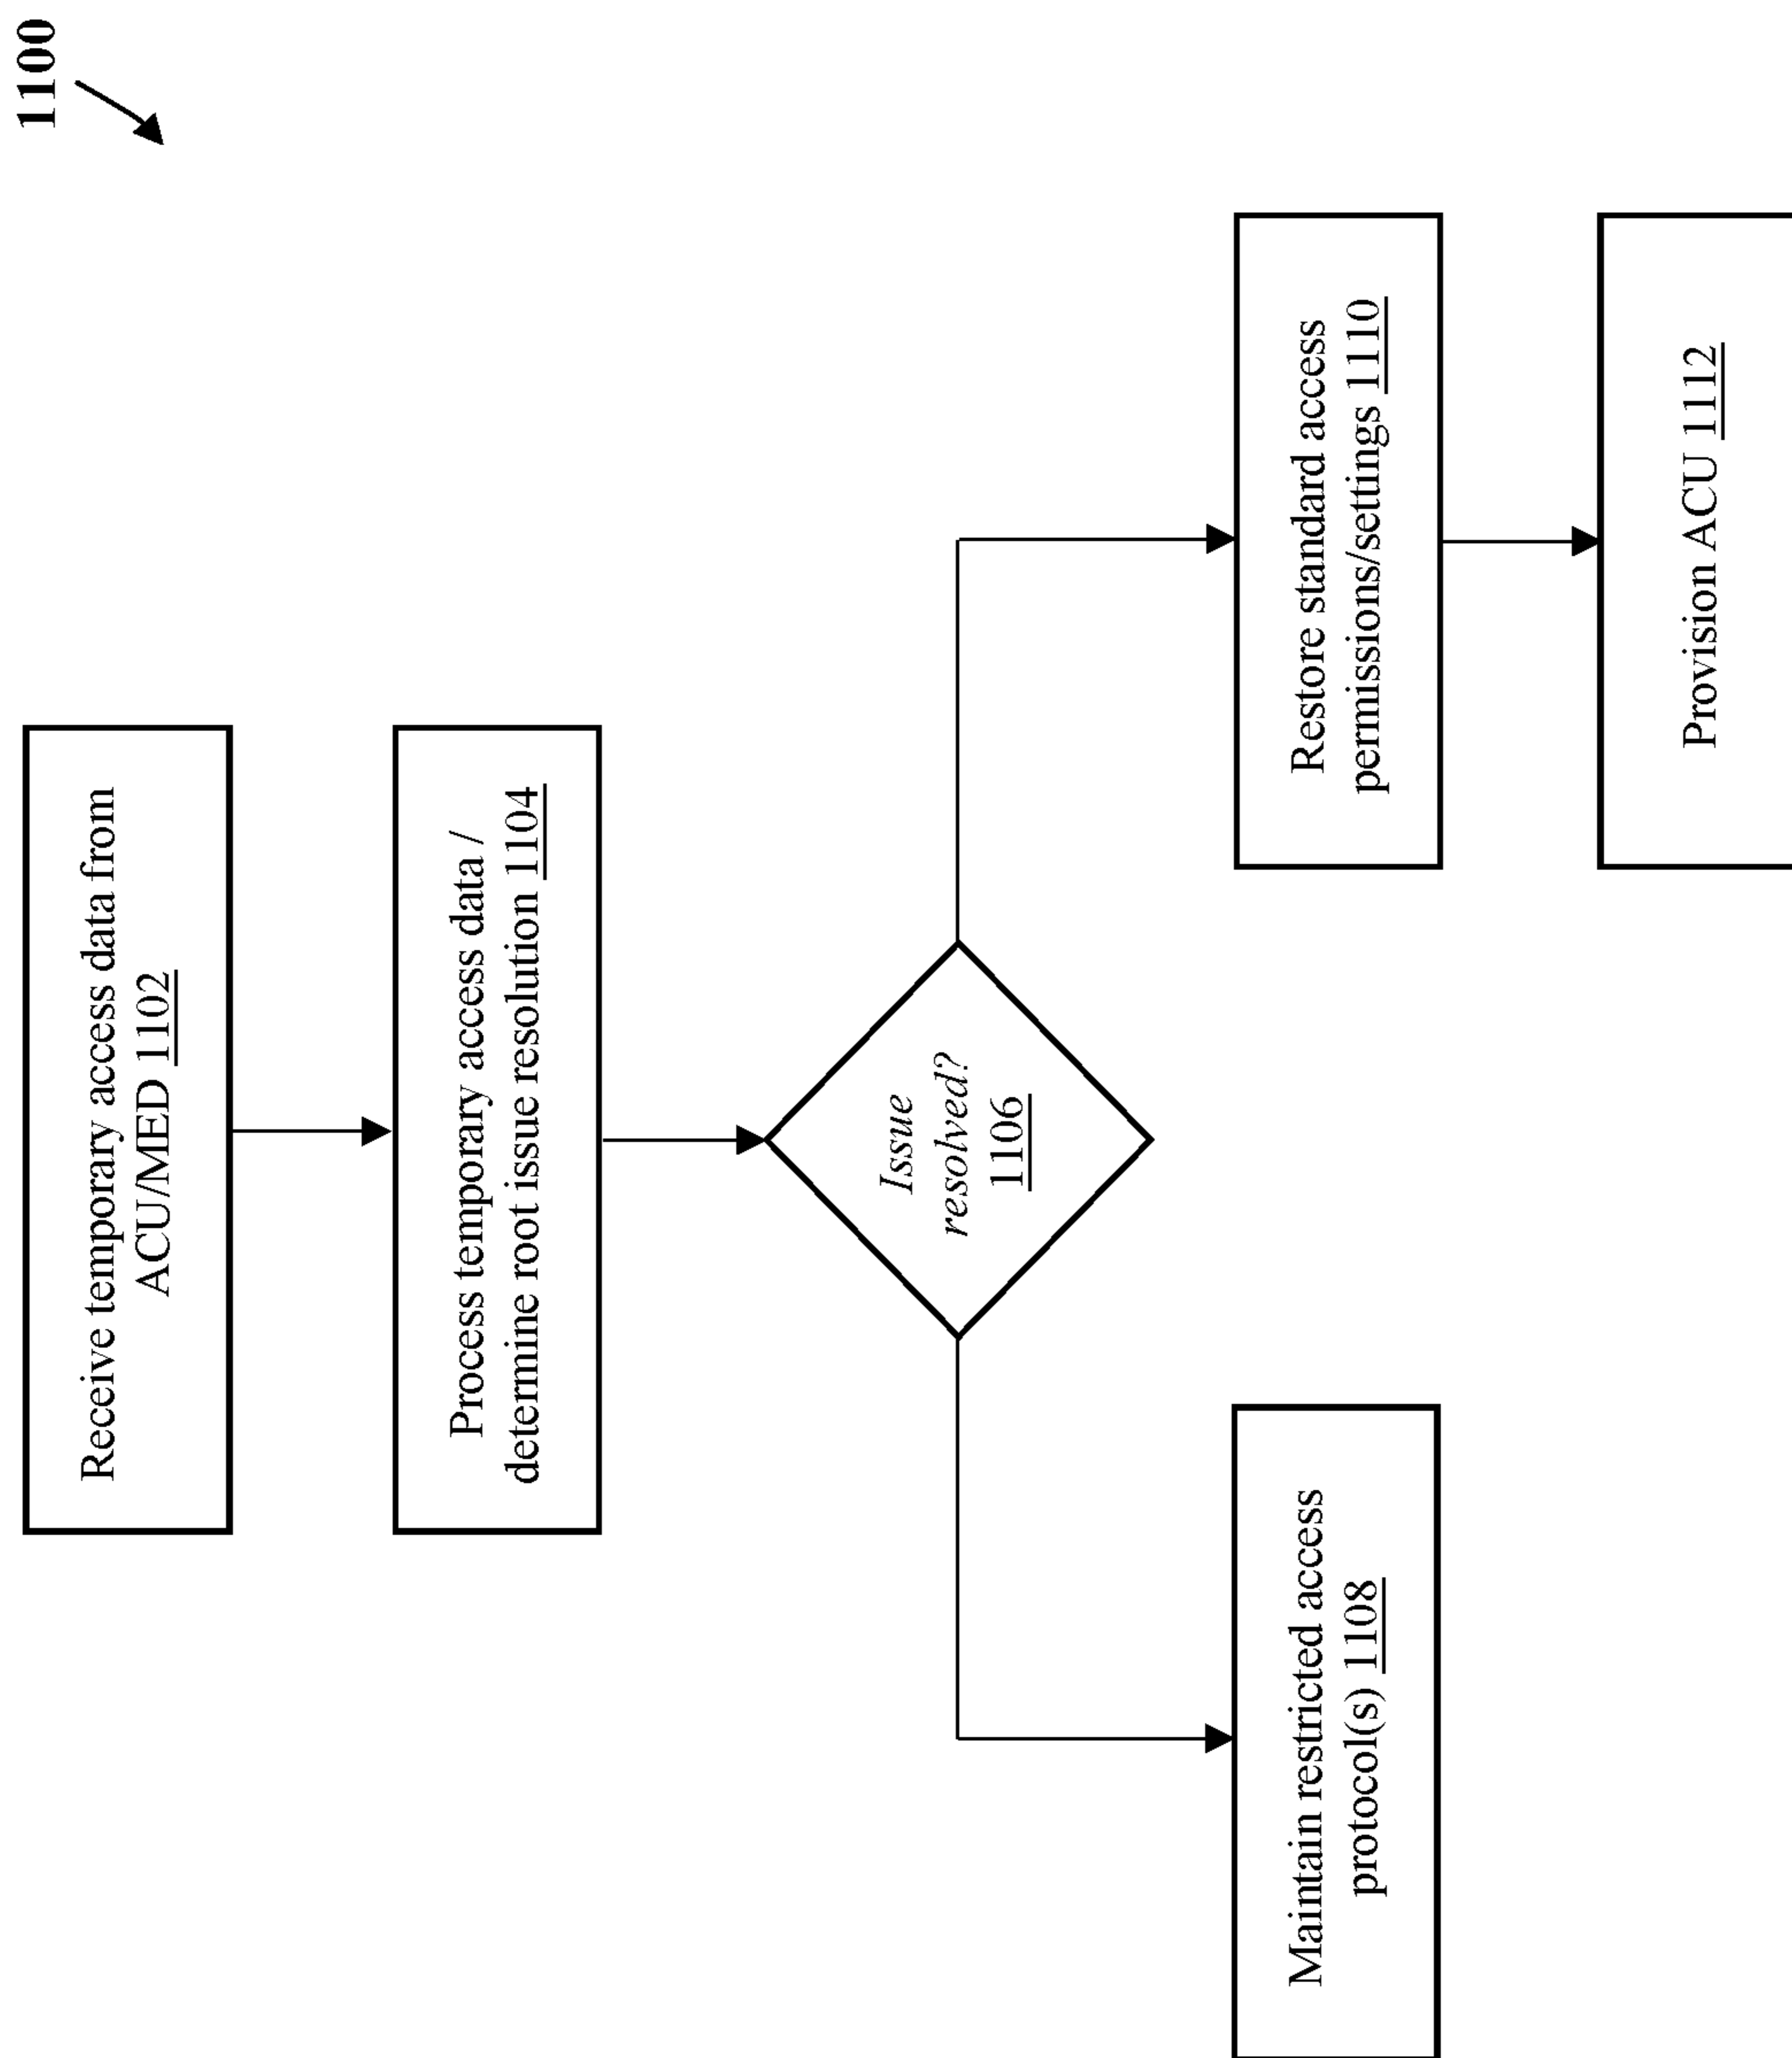 1100
Receive temporary access data from
ACU/MED 1102
Process temporary access data /
determine root issue resolution 1104
Issue
resolved?
1106
Maintain restricted access
protocol(s) 1108
Restore standard access
permissions/settings 1110
Provision ACU 1112